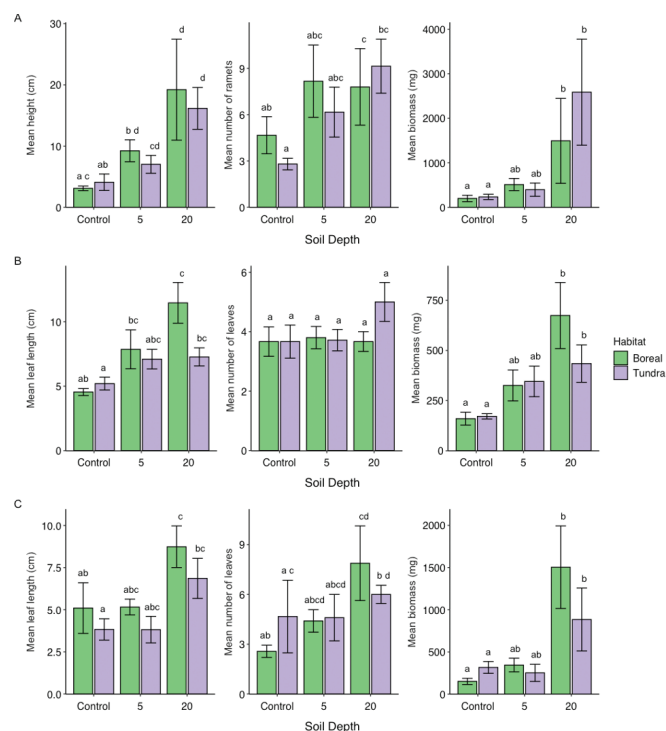 A
Mean height (cm)
30
20
10
0
a c
ab
b d
cd
d
d
Control
5
20
Mean number of ramets
9
6
3
0
ab
a
abc
abc
c
bc
Control
5
20
Mean biomass (mg)
4000
3000
2000
1000
0
a
a
ab
ab
b
b
Control
5
20
Soil Depth
B
Mean leaf length (cm)
10
5
0
ab
a
bc
abc
c
bc
Control
5
20
Mean number of leaves
6
4
2
0
a
a
a
a
a
a
Control
5
20
Mean biomass (mg)
750
500
250
0
a
a
ab
ab
b
b
Control
5
20
Soil Depth
Habitat
Boreal
Tundra
C
Mean leaf length (cm)
10.0
7.5
5.0
2.5
0.0
ab
a
abc
abc
c
bc
Control
5
20
Mean number of leaves
9
6
3
0
ab
a c
abcd
abcd
cd
b d
Control
5
20
Mean biomass (mg)
2000
1500
1000
500
0
a
a
ab
ab
b
b
Control
5
20
Soil Depth